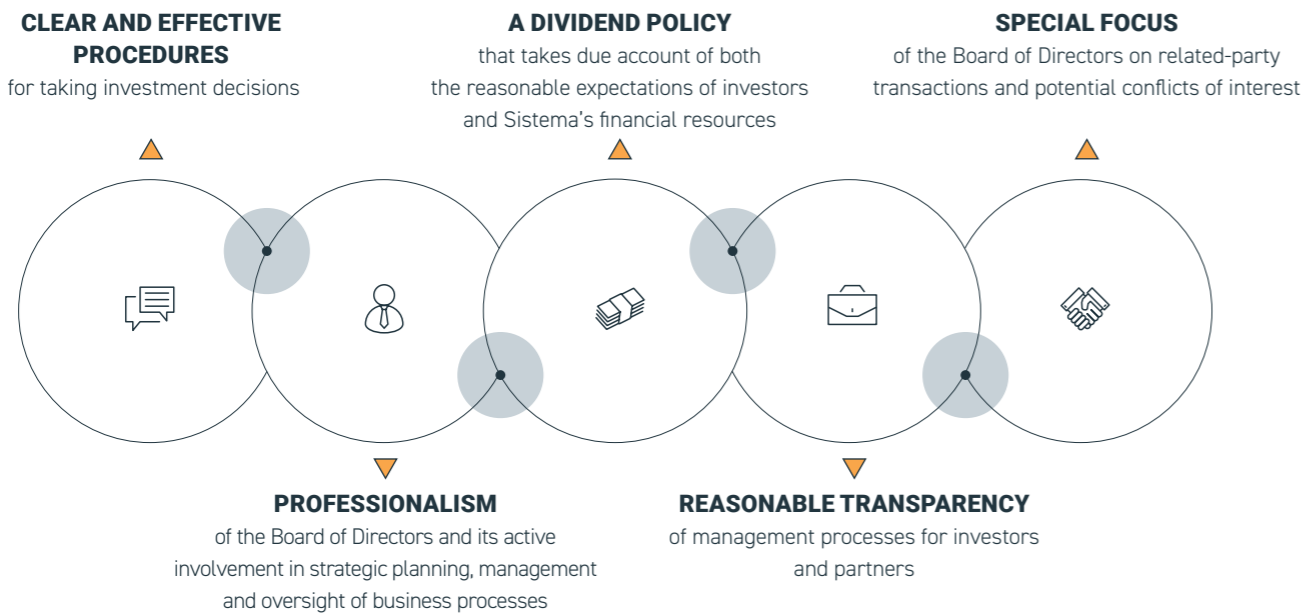 CLEAR AND EFFECTIVE
PROCEDURES
for taking investment decisions
A DIVIDEND POLICY
that takes due account of both
the reasonable expectations of investors
and Sistema's financial resources
SPECIAL FOCUS
of the Board of Directors on related-party
transactions and potential conflicts of interest
PROFESSIONALISM
of the Board of Directors and its active
involvement in strategic planning, management
and oversight of business processes
REASONABLE TRANSPARENCY
of management processes for investors
and partners